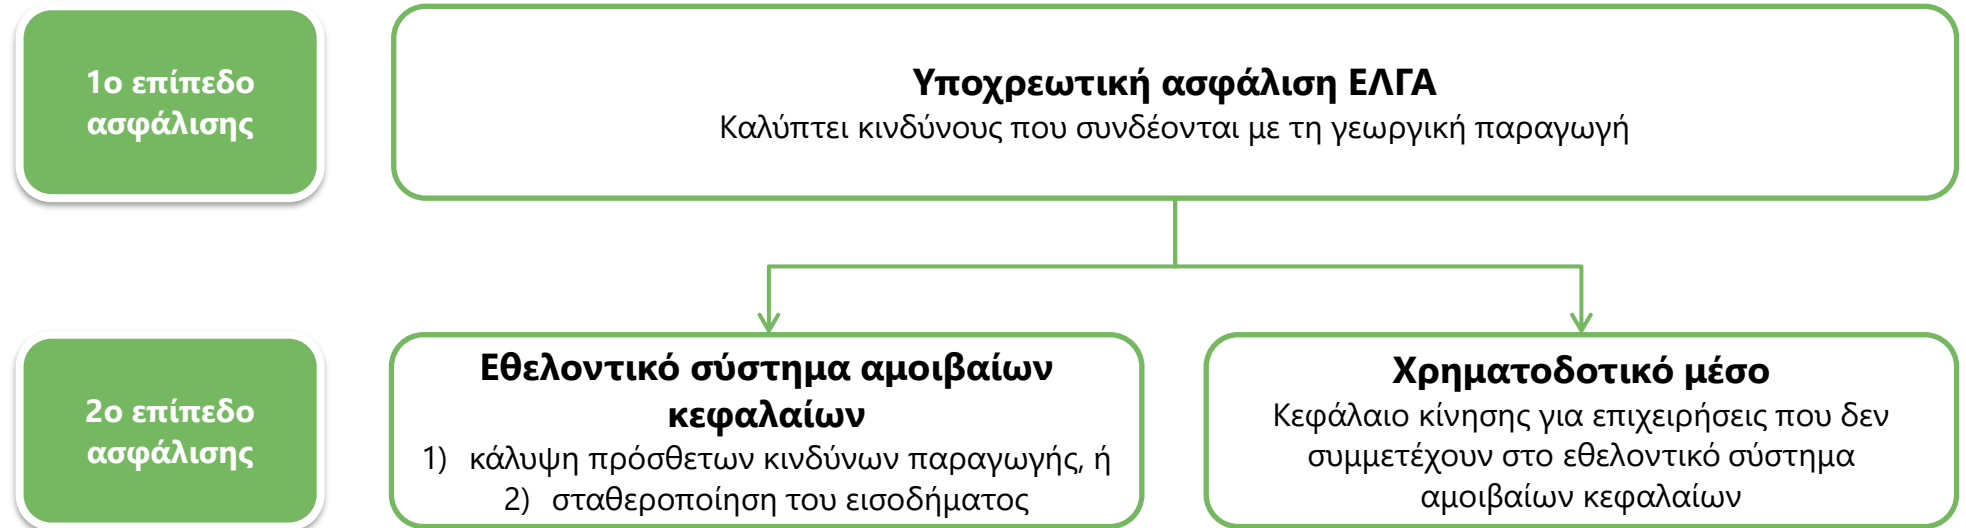 1ο επίπεδο
ασφάλισης
Υποχρεωτική ασφάλιση ΕΛΓΑ
Καλύπτει κινδύνους που συνδέονται με τη γεωργική παραγωγή
2ο επίπεδο
ασφάλισης
Εθελοντικό σύστημα αμοιβαίων
κεφαλαίων
1) κάλυψη πρόσθετων κινδύνων παραγωγής, ή
2) σταθεροποίηση του εισοδήματος
Χρηματοδοτικό μέσο
Κεφάλαιο κίνησης για επιχειρήσεις που δεν
συμμετέχουν στο εθελοντικό σύστημα
αμοιβαίων κεφαλαίων